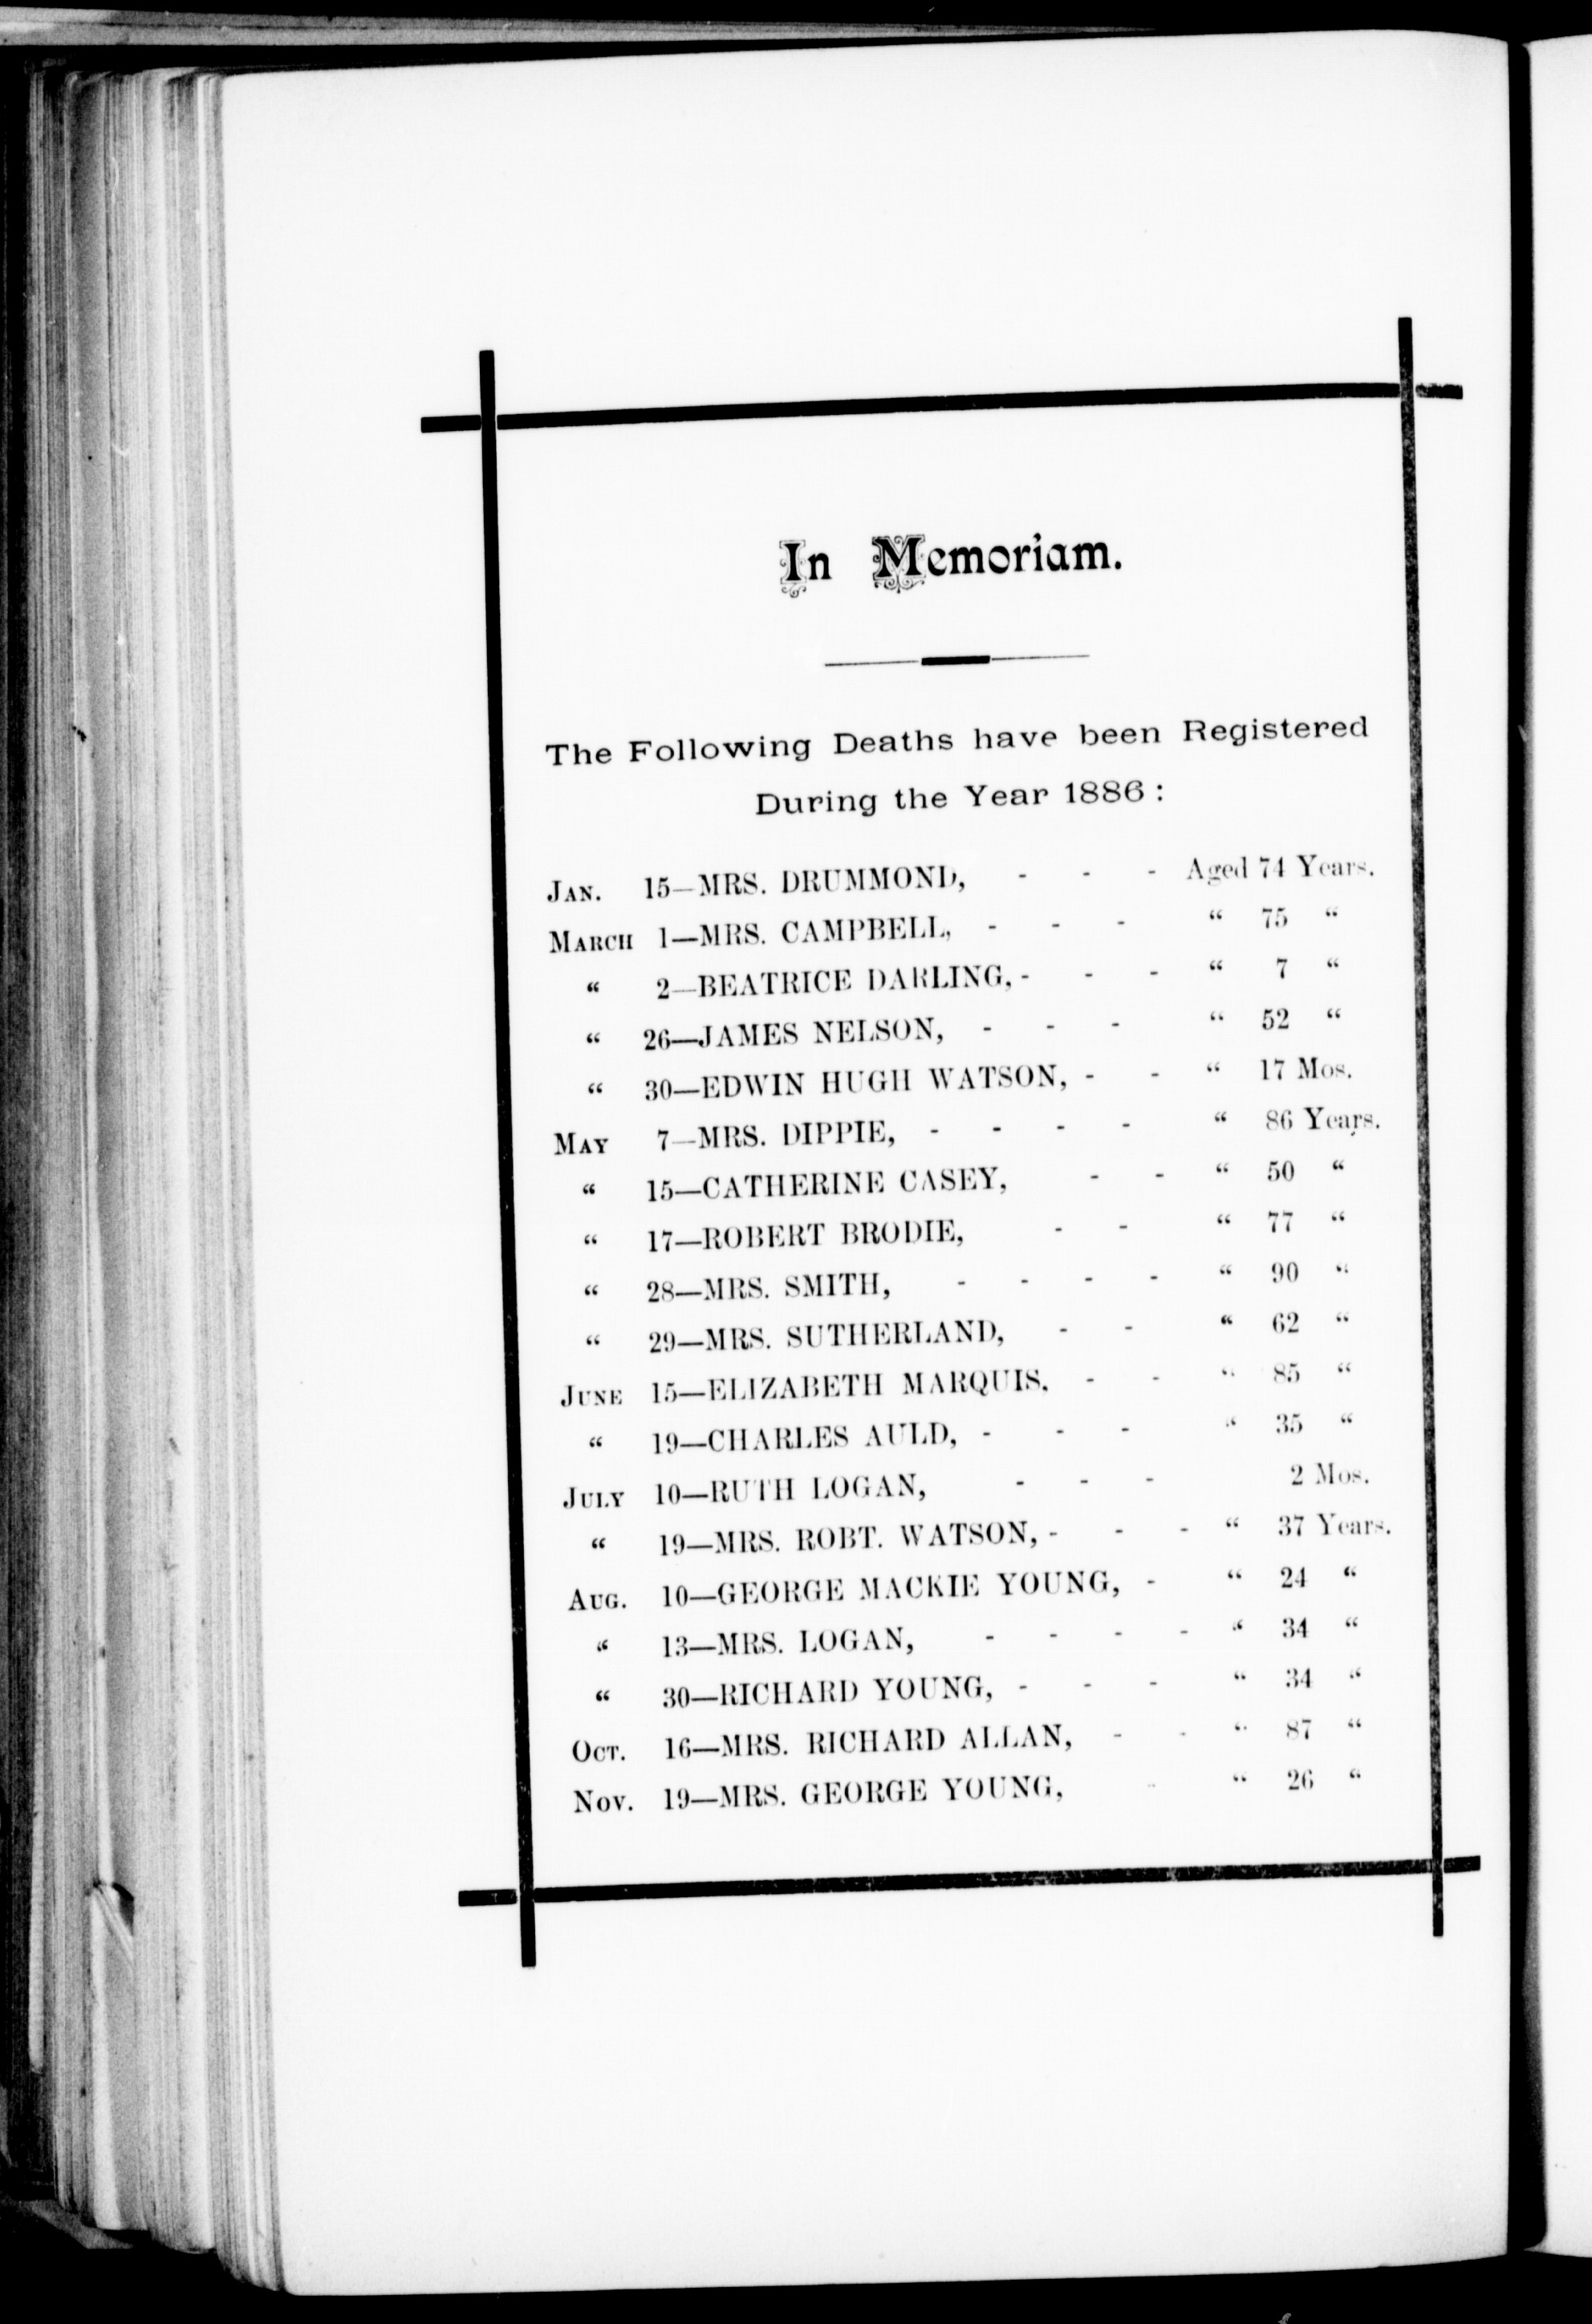 In Memoriam.
The Following Deaths have been Registered
During the Year 1886 :
JAN. 15—MRS. DRUMMOND, - - - Aged 74 Years.
MARCH 1—MRS. CAMPBELL, - - - “ 75 “
“ 2—BEATRICE DARLING, - - - “ 7 “
“ 26—JAMES NELSON, - - - “ 52 “
“ 30—EDWIN HUGH WATSON, - - “ 17 Mos.
MAY 7—MRS. DIPPIE, - - - - “ 86 Years.
“ 15—CATHERINE CASEY, - - “ 50 “
“ 17—ROBERT BRODIE, - - “ 77 “
“ 28—MRS. SMITH, - - - - “ 90 “
“ 29—MRS. SUTHERLAND, - - “ 62 “
JUNE 15—ELIZABETH MARQUIS, - - “ 85 “
“ 19—CHARLES AULD, - - - “ 35 “
JULY 10—RUTH LOGAN, - - - 2 Mos.
“ 19—MRS. ROBT. WATSON, - - - “ 37 Years.
AUG. 10—GEORGE MACKIE YOUNG, - “ 24 “
“ 13—MRS. LOGAN, - - - - “ 34 “
“ 30—RICHARD YOUNG, - - - “ 34 “
OCT. 16—MRS. RICHARD ALLAN, - - “ 87 “
NOV. 19—MRS. GEORGE YOUNG, - “ 26 “